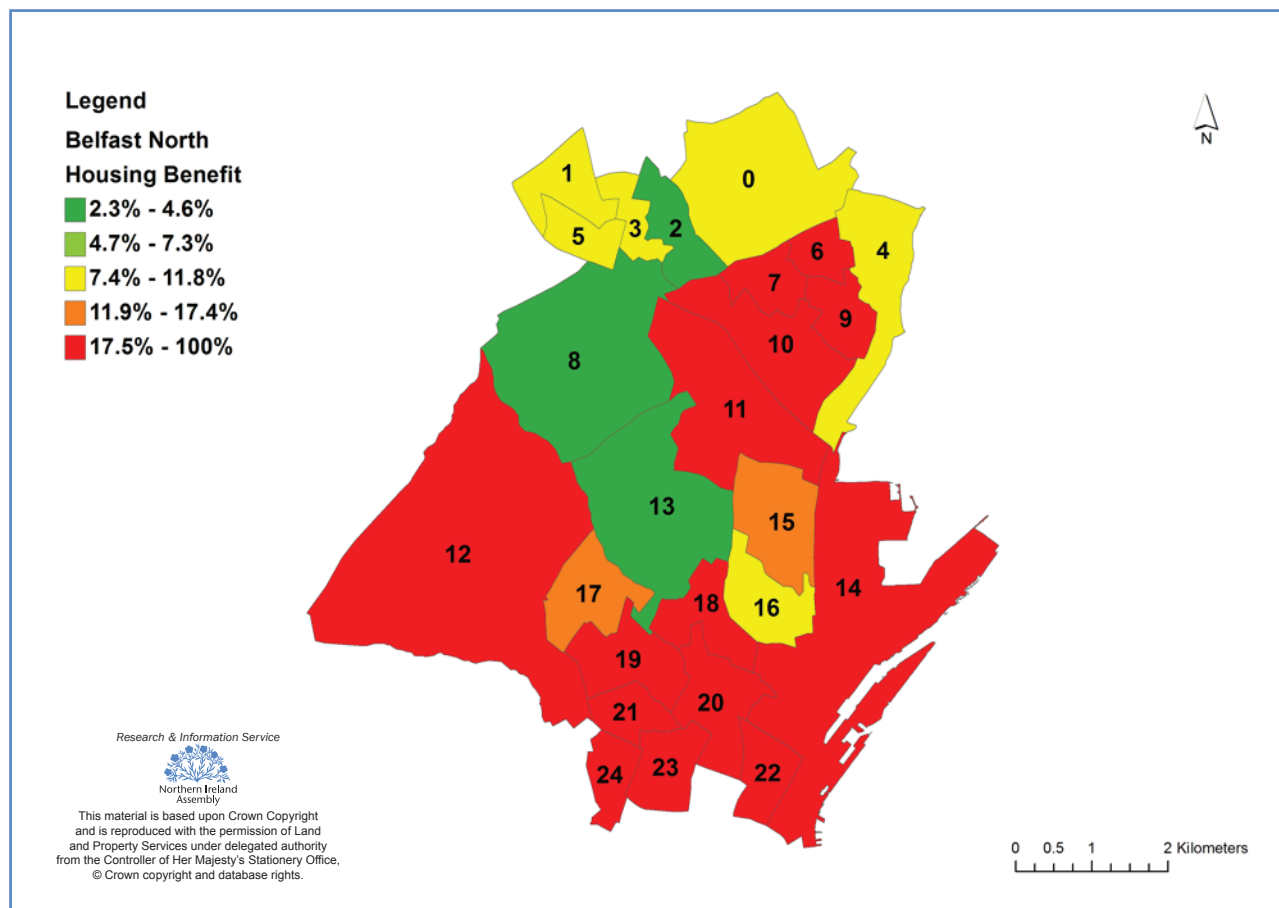 Legend
Belfast North
Housing Benefit
2.3% - 4.6%
4.7% - 7.3%
7.4% - 11.8%
11.9% - 17.4%
17.5% - 100%
N
0
1
2
3
4
5
6
7
8
9
10
11
12
13
14
15
16
17
18
19
20
21
22
23
24
Research & Information Service
Northern Ireland
Assembly
This material is based upon Crown Copyright
and is reproduced with the permission of Land
and Property Services under delegated authority
from the Controller of Her Majesty's Stationery Office,
© Crown copyright and database rights.
0 0.5 1 2 Kilometers